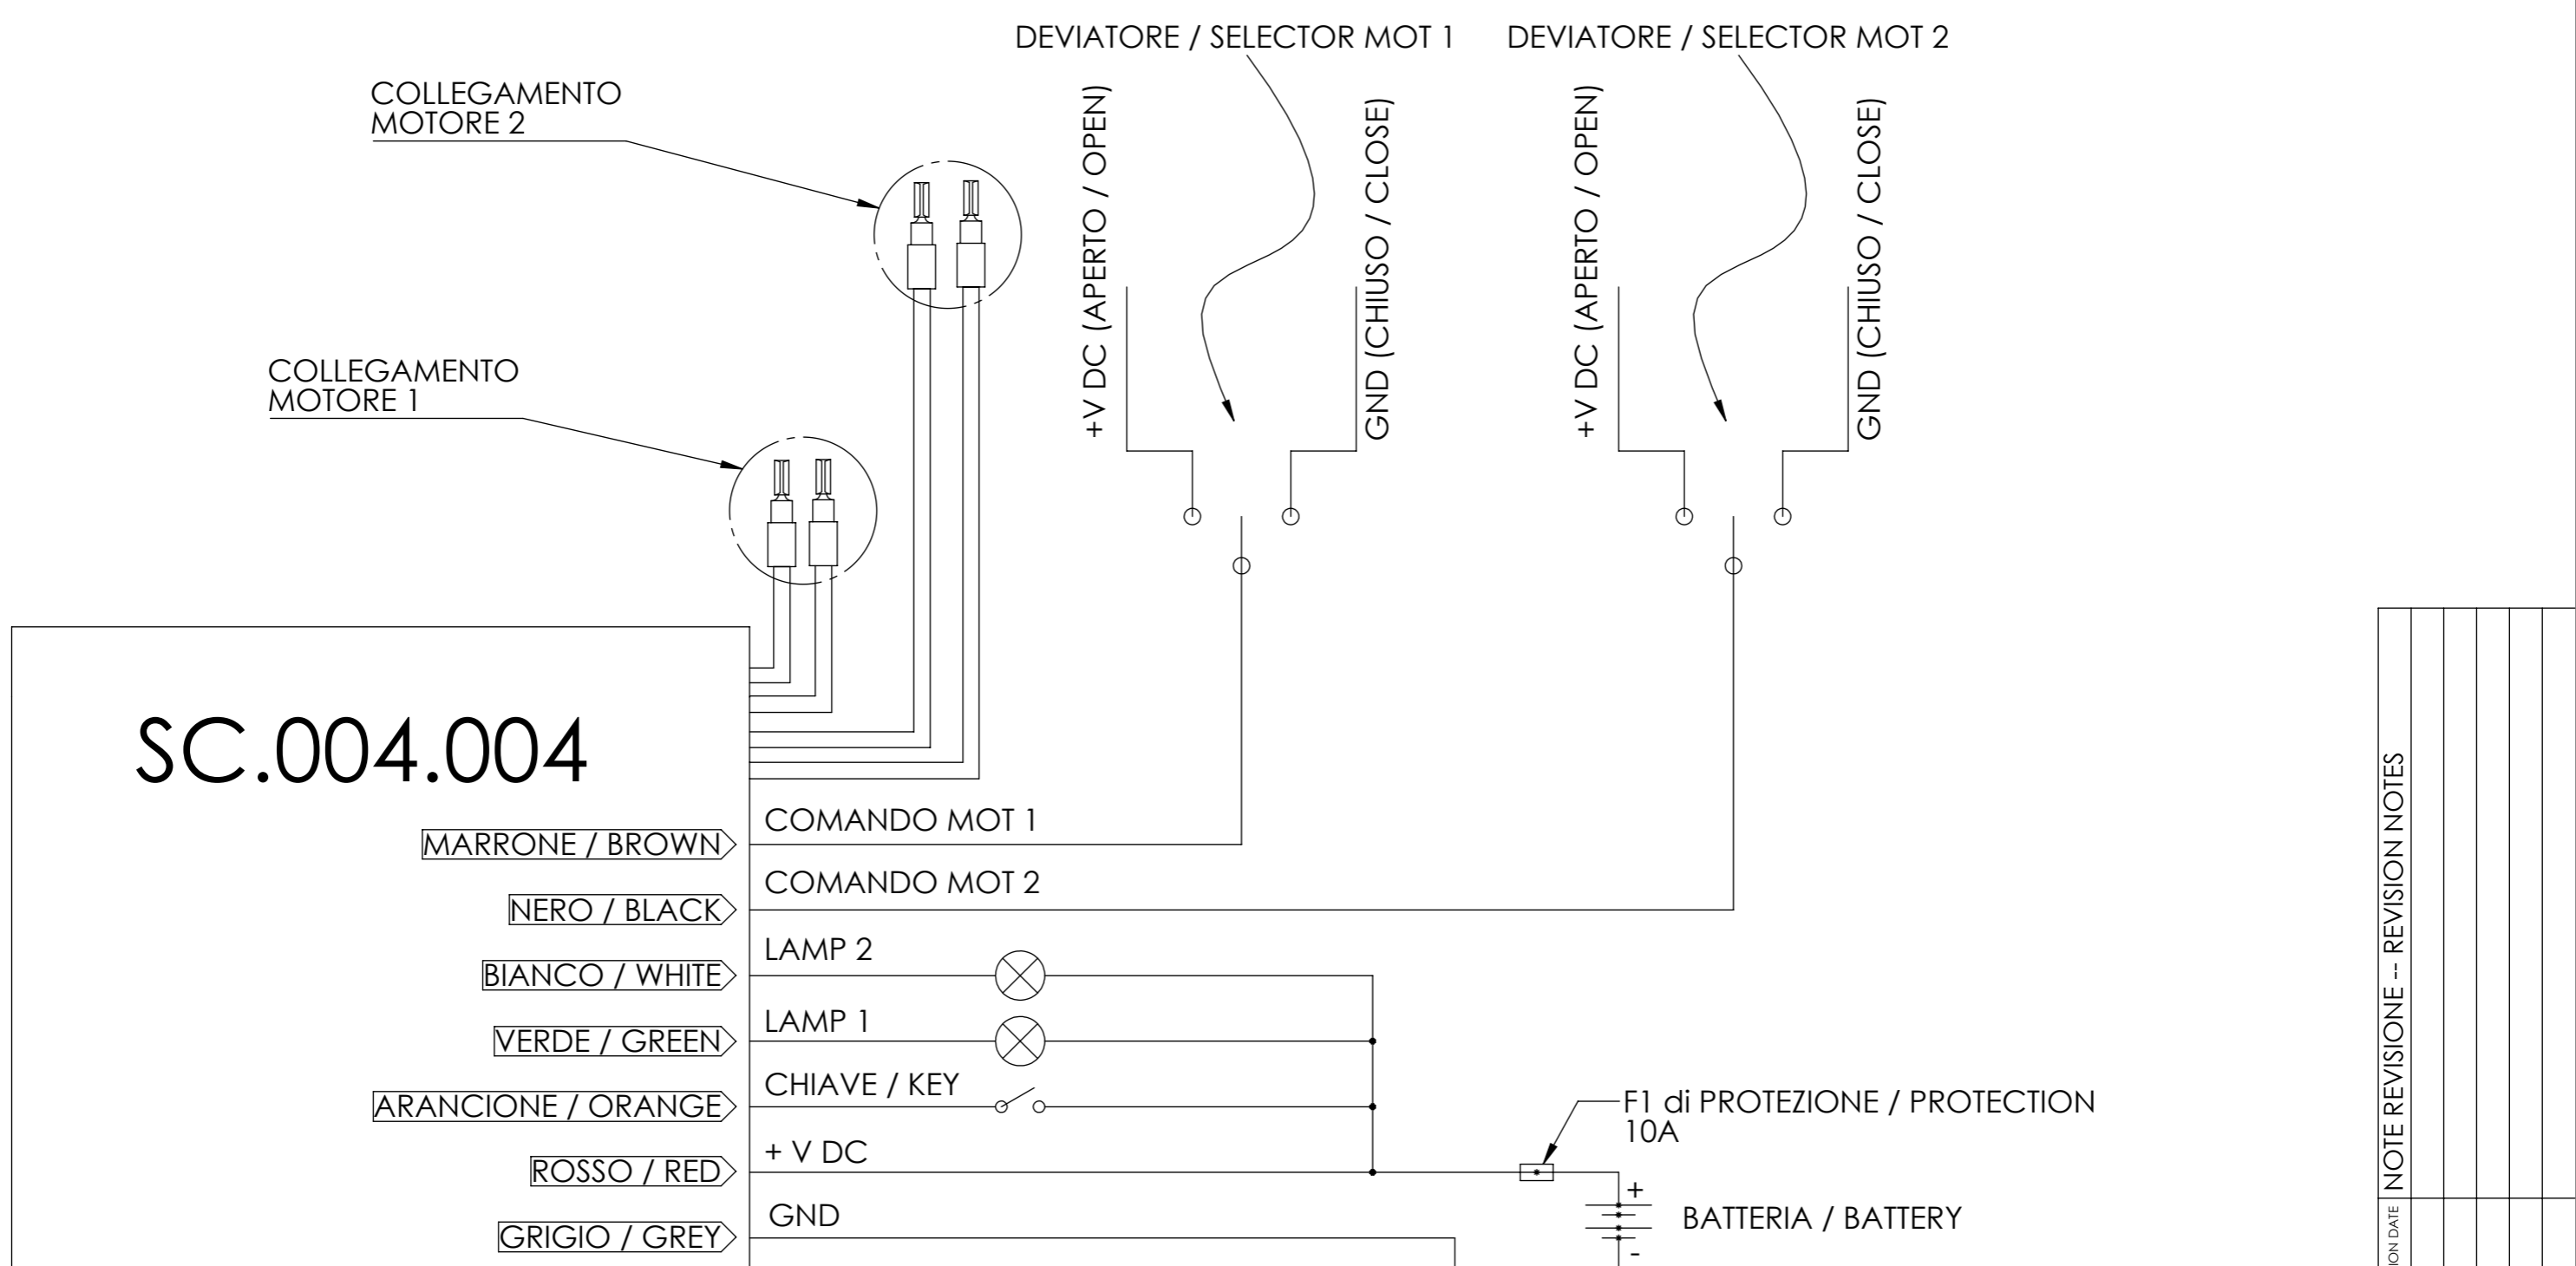 DEVIATORE / SELECTOR MOT 1
DEVIATORE / SELECTOR MOT 2
COLLEGAMENTO
MOTORE 2
+V DC (APERTO / OPEN)
GND (CHIUSO / CLOSE)
+V DC (APERTO / OPEN)
GND (CHIUSO / CLOSE)
COLLEGAMENTO
MOTORE 1
SC.004.004
COMANDO MOT 1
MARRONE / BROWN
COMANDO MOT 2
NERO / BLACK
LAMP 2
BIANCO / WHITE
LAMP 1
VERDE / GREEN
CHIAVE / KEY
ARANCIONE / ORANGE
F1 di PROTEZIONE / PROTECTION
10A
+ V DC
ROSSO / RED
+
BATTERIA / BATTERY
-
GND
GRIGIO / GREY
NOTE REVISIONE -- REVISION NOTES
ION DATE